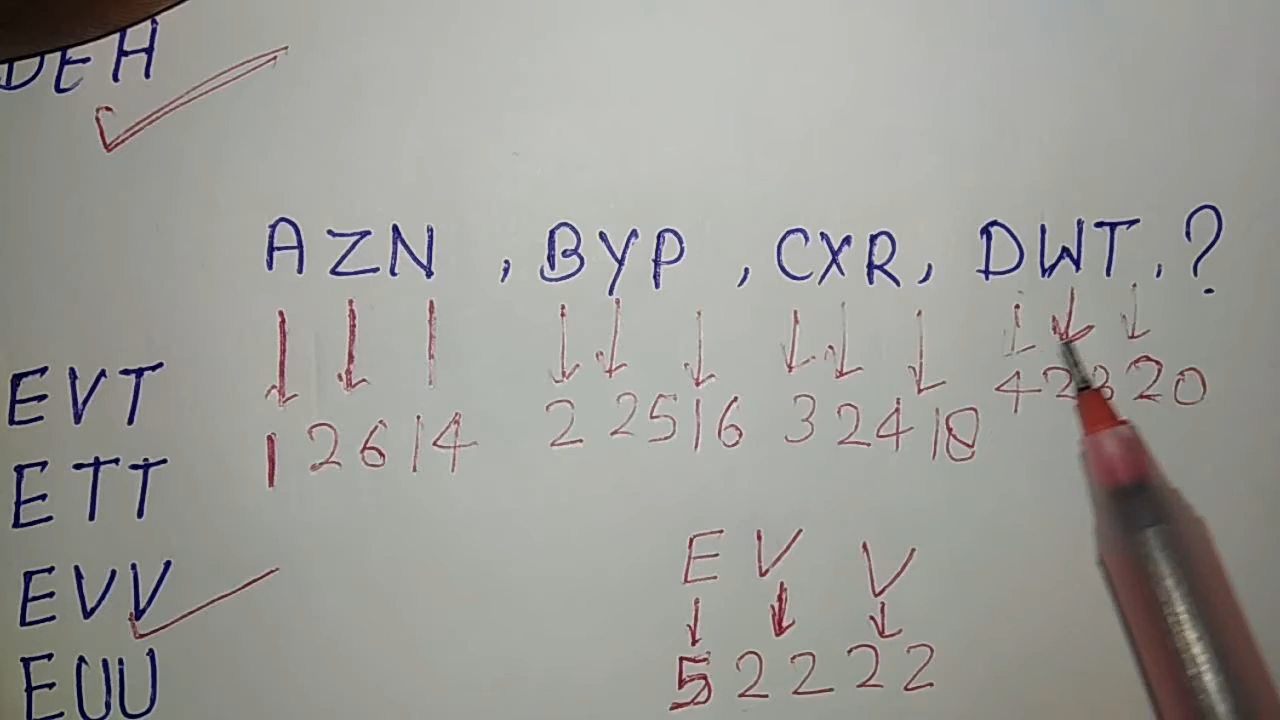 DEH
AZN , BYP , CXR, DWT. ?
1 26 14 2 25 16 3 24 18 4 23 20
EVT
ETT
EVV
EUU
E V V
5 22 22